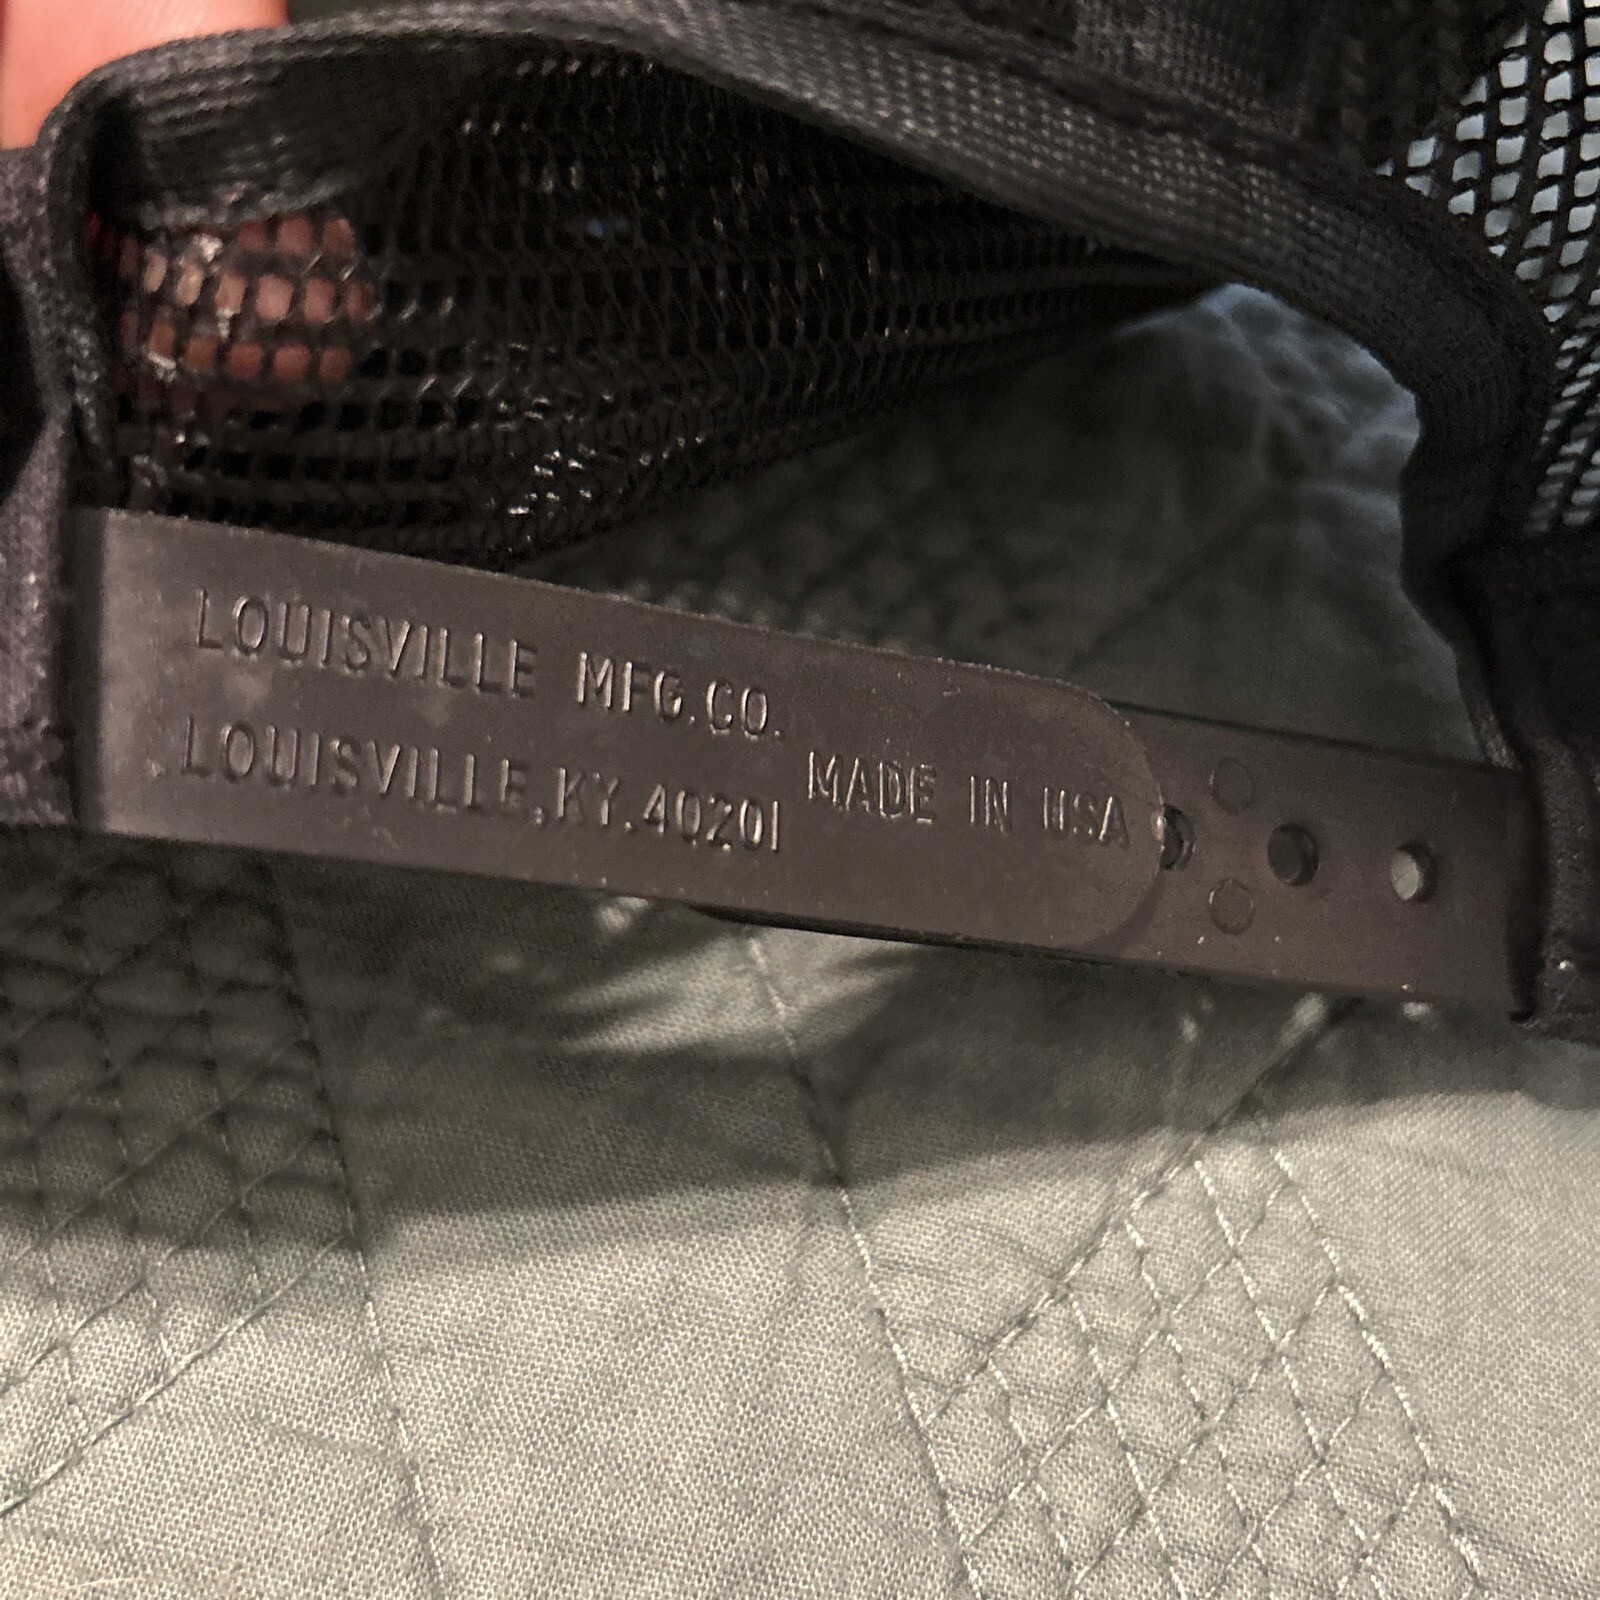 LOUISVILLE MFG.CO.
LOUISVILLE,KY.40201
MADE IN USA